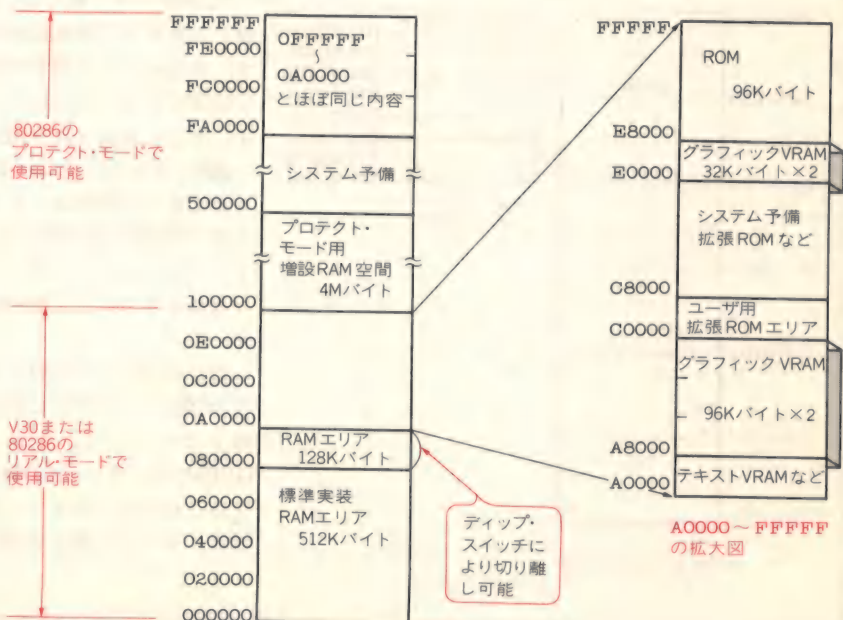 FFFFFF
FE0000
FC0000
FA0000
500000
100000
0E0000
0C0000
0A0000
080000
060000
040000
020000
000000
80286の
プロテクト・モードで
使用可能
V30または
80286の
リアル・モードで
使用可能
0FFFFF
〜
0A0000
とほぼ同じ内容
システム予備
プロテクト・
モード用
増設RAM空間
4Mバイト
RAMエリア
128Kバイト
標準実装
RAMエリア
512Kバイト
ディップ・
スイッチに
より切り離
し可能
FFFFF
E8000
E0000
C8000
C0000
A8000
A0000
ROM
96Kバイト
グラフィックVRAM
32Kバイト×2
システム予備
拡張ROMなど
ユーザ用
拡張ROMエリア
グラフィックVRAM
96Kバイト×2
テキストVRAMなど
A0000〜FFFFF
の拡大図